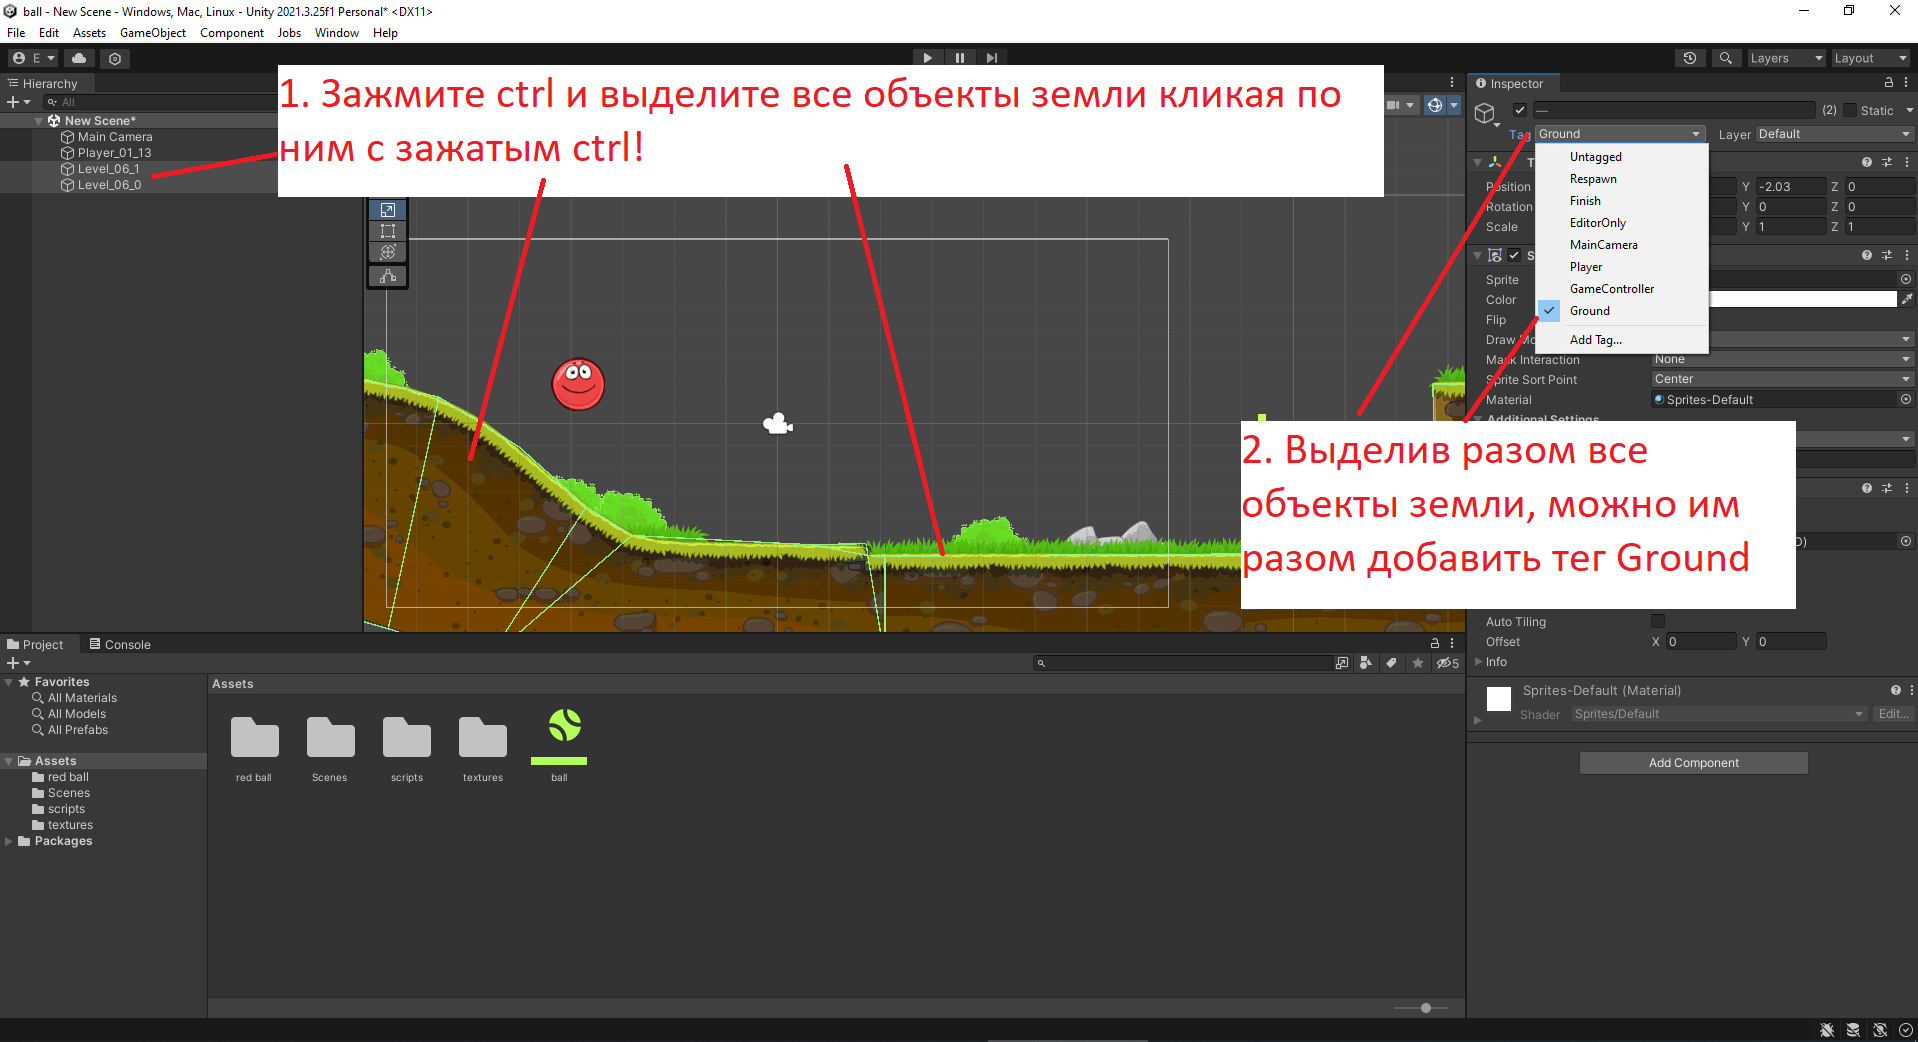 ball - New Scene - Windows, Mac, Linux - Unity 2021.3.25f1 Personal* <DX11>
File Edit Assets GameObject Component Jobs Window Help
E
Layers
Layout
Hierarchy
All
New Scene*
Main Camera
Player_01_13
Level_06_1
Level_06_0
1. Зажмите ctrl и выделите все объекты земли кликая по
ним с зажатым ctrl!
Inspector
—
(2)
Static
Tag Ground
Layer Default
Untagged
Respawn
Finish
EditorOnly
MainCamera
Player
GameController
Ground
Add Tag...
Position
Y -2.03 Z 0
Rotation
Y 0 Z 0
Scale
Y 1 Z 1
Sprite
Color
Flip
Mask Interaction None
Sprite Sort Point Center
Material Sprites-Default
Additional Settings
2. Выделив разом все
объекты земли, можно им
разом добавить тег Ground
Auto Tiling
Offset X 0 Y 0
Info
Sprites-Default (Material)
Shader Sprites/Default Edit...
Add Component
Project
Console
5
Favorites
All Materials
All Models
All Prefabs
Assets
red ball
Scenes
scripts
textures
Packages
Assets
red ball
Scenes
scripts
textures
ball